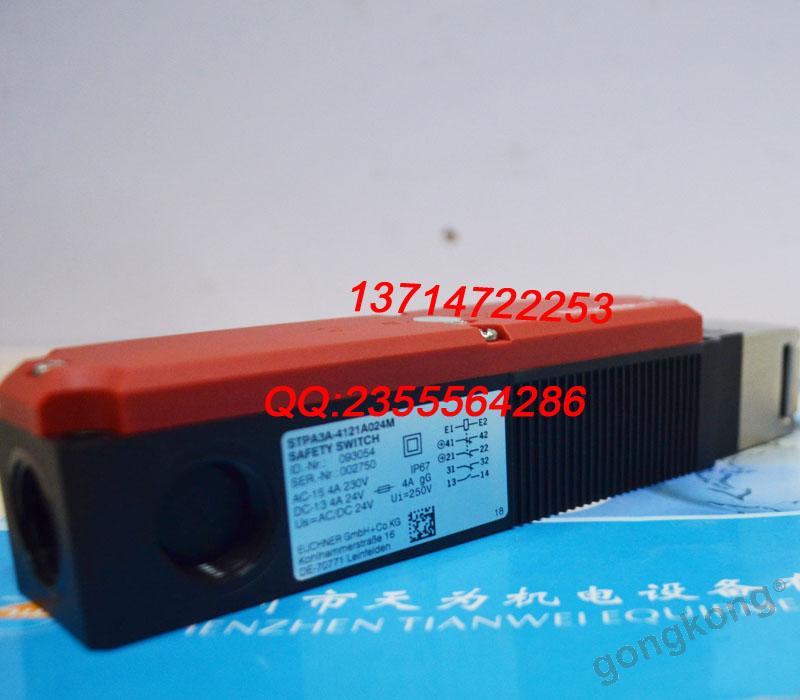 13714722253
QQ:2355564286
STPA3A-4121A024M
SAFETY SWITCH
ID.-Nr.: 093054
SER.-Nr.: 002750
AC-15 4A 230V
DC-13 4A 24V
Us=AC/DC 24V
IP67
4A gG
Ui=250V
E1 E2
41 42
21 22
31 32
13 14
EUCHNER GmbH+Co.KG
Kohlhammerstraße 16
DE-70771 Leinfelden
18
圳市天为机电设备有
ENZHEN TIANWEI EQUIPME
gongkong®